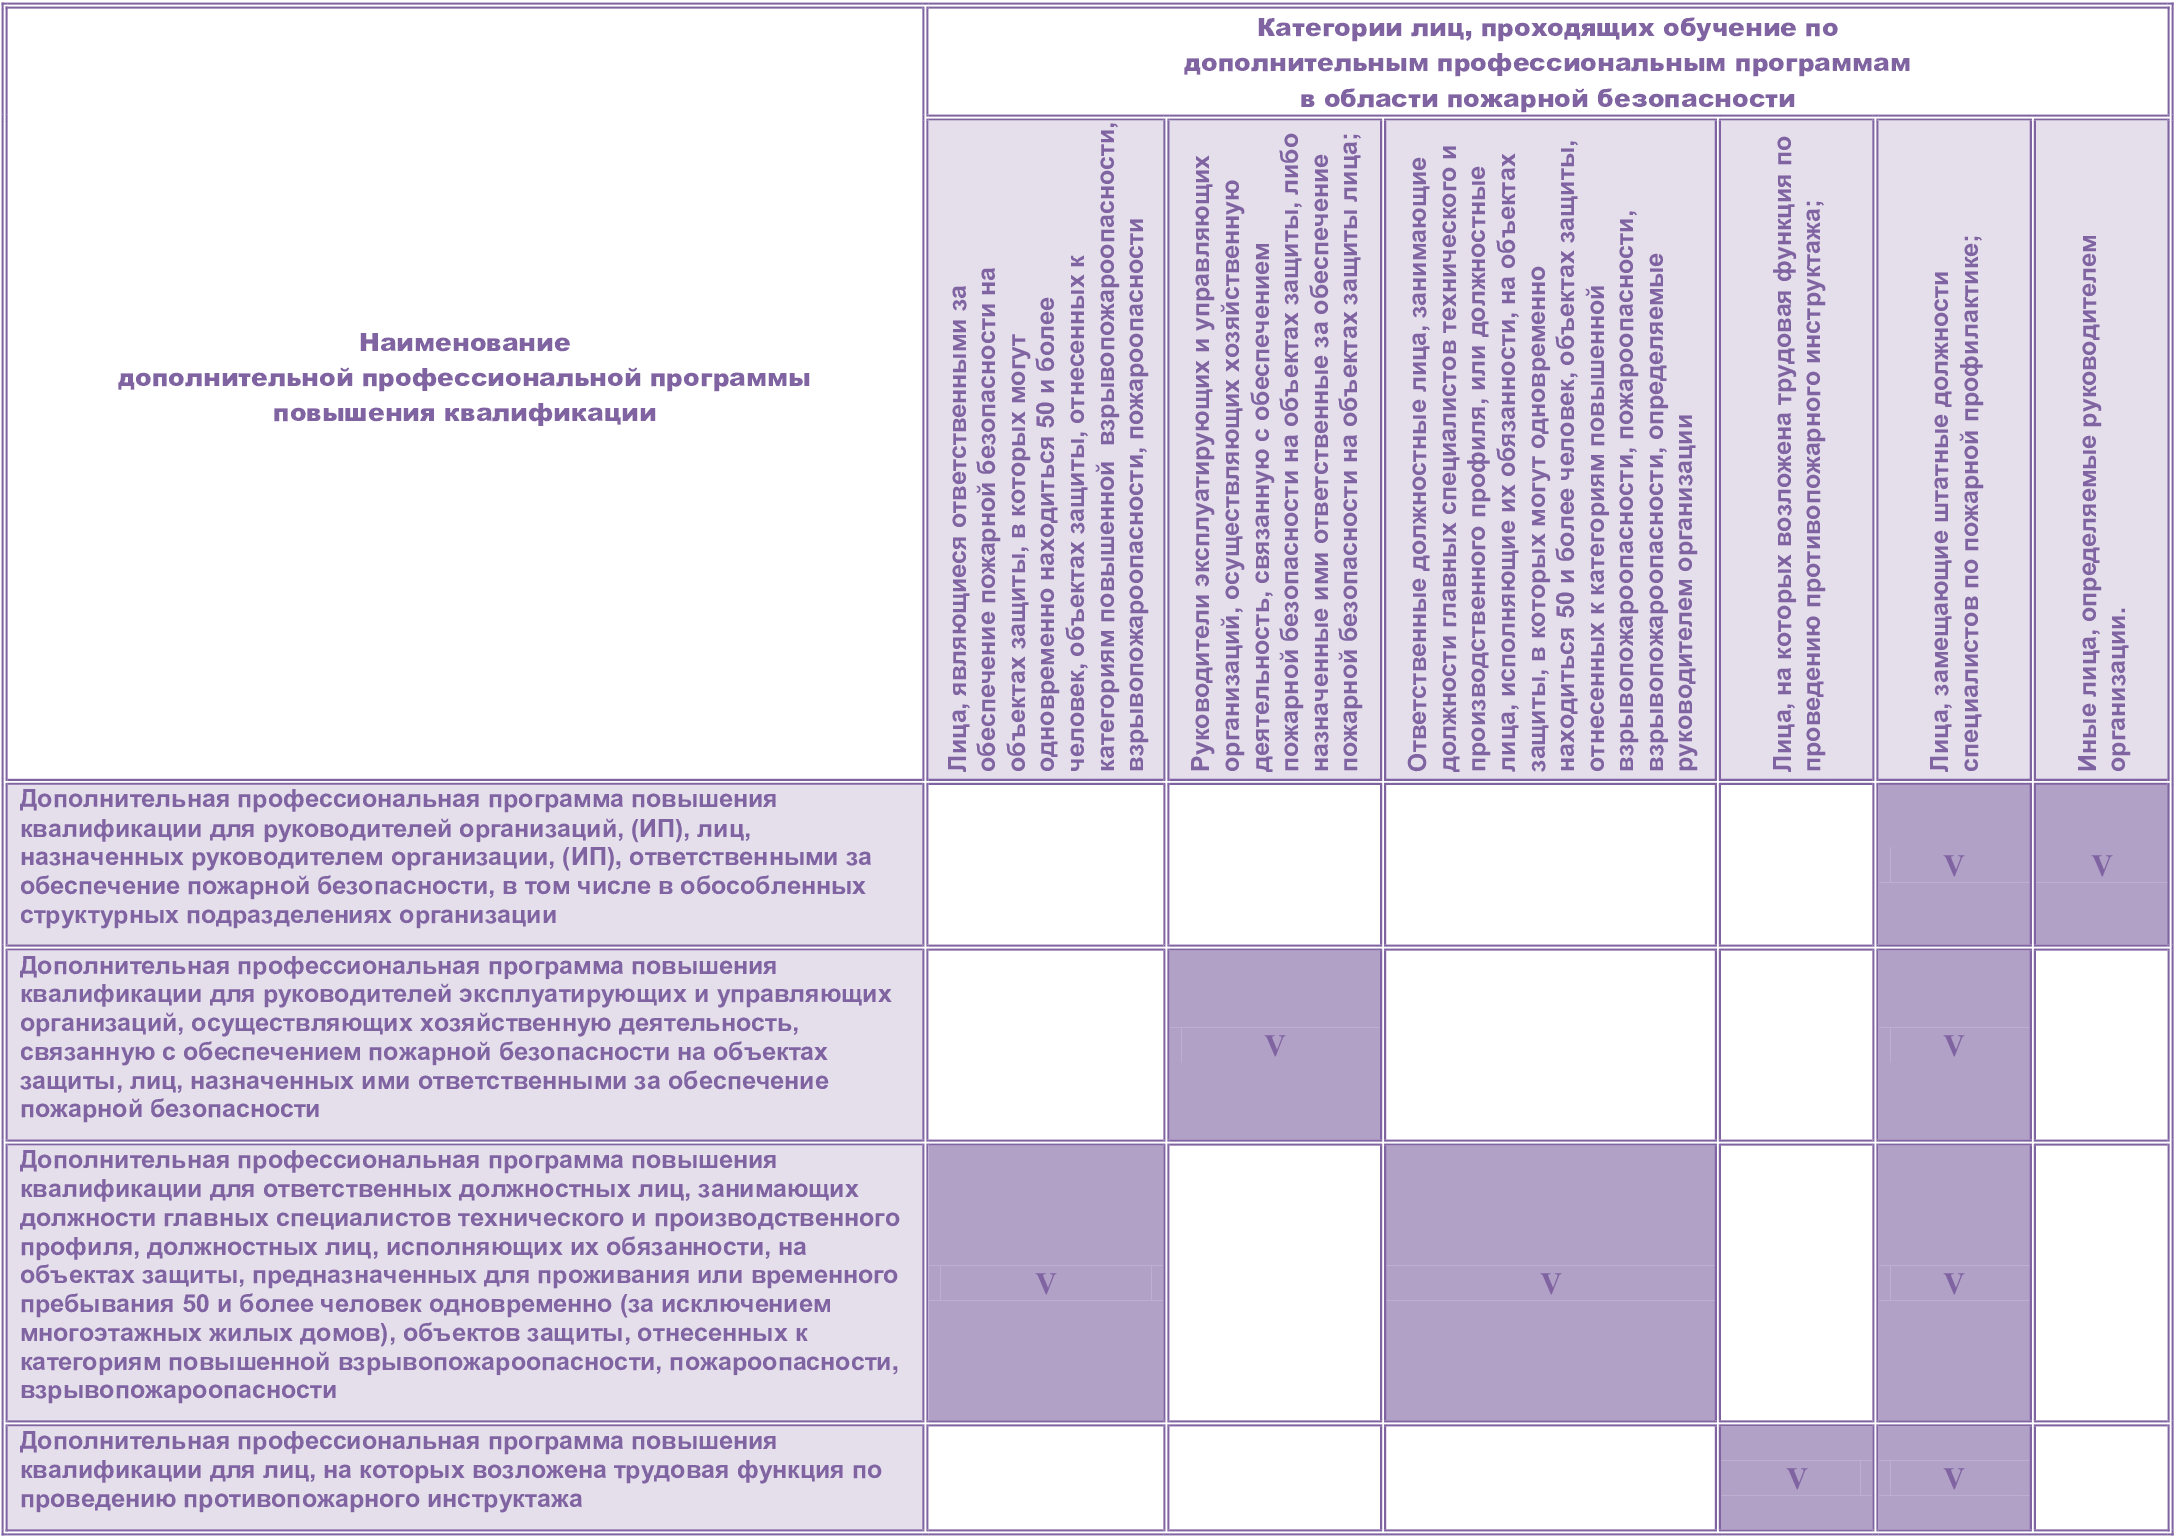 Категории лиц, проходящих обучение по
дополнительным профессиональным программам
в области пожарной безопасности
Наименование
дополнительной профессиональной программы
повышения квалификации
Лица, являющиеся ответственными за
обеспечение пожарной безопасности на
объектах защиты, в которых могут
одновременно находиться 50 и более
человек, объектах защиты, отнесенных к
категориям повышенной взрывопожароопасности,
взрывопожароопасности, пожароопасности
Руководители эксплуатирующих и управляющих
организаций, осуществляющих хозяйственную
деятельность, связанную с обеспечением
пожарной безопасности на объектах защиты, либо
назначенные ими ответственные за обеспечение
пожарной безопасности на объектах защиты лица;
Ответственные должностные лица, занимающие
должности главных специалистов технического и
производственного профиля, или должностные
лица, исполняющие их обязанности, на объектах
защиты, в которых могут одновременно
находиться 50 и более человек, объектах защиты,
отнесенных к категориям повышенной
взрывопожароопасности, пожароопасности,
взрывопожароопасности, определяемые
руководителем организации
Лица, на которых возложена трудовая функция по
проведению противопожарного инструктажа;
Лица, замещающие штатные должности
специалистов по пожарной профилактике;
Иные лица, определяемые руководителем
организации.
Дополнительная профессиональная программа повышения
квалификации для руководителей организаций, (ИП), лиц,
назначенных руководителем организации, (ИП), ответственными за
обеспечение пожарной безопасности, в том числе в обособленных
структурных подразделениях организации
V
V
Дополнительная профессиональная программа повышения
квалификации для руководителей эксплуатирующих и управляющих
организаций, осуществляющих хозяйственную деятельность,
связанную с обеспечением пожарной безопасности на объектах
защиты, лиц, назначенных ими ответственными за обеспечение
пожарной безопасности
V
V
Дополнительная профессиональная программа повышения
квалификации для ответственных должностных лиц, занимающих
должности главных специалистов технического и производственного
профиля, должностных лиц, исполняющих их обязанности, на
объектах защиты, предназначенных для проживания или временного
пребывания 50 и более человек одновременно (за исключением
многоэтажных жилых домов), объектов защиты, отнесенных к
категориям повышенной взрывопожароопасности, пожароопасности,
взрывопожароопасности
V
V
V
Дополнительная профессиональная программа повышения
квалификации для лиц, на которых возложена трудовая функция по
проведению противопожарного инструктажа
V
V